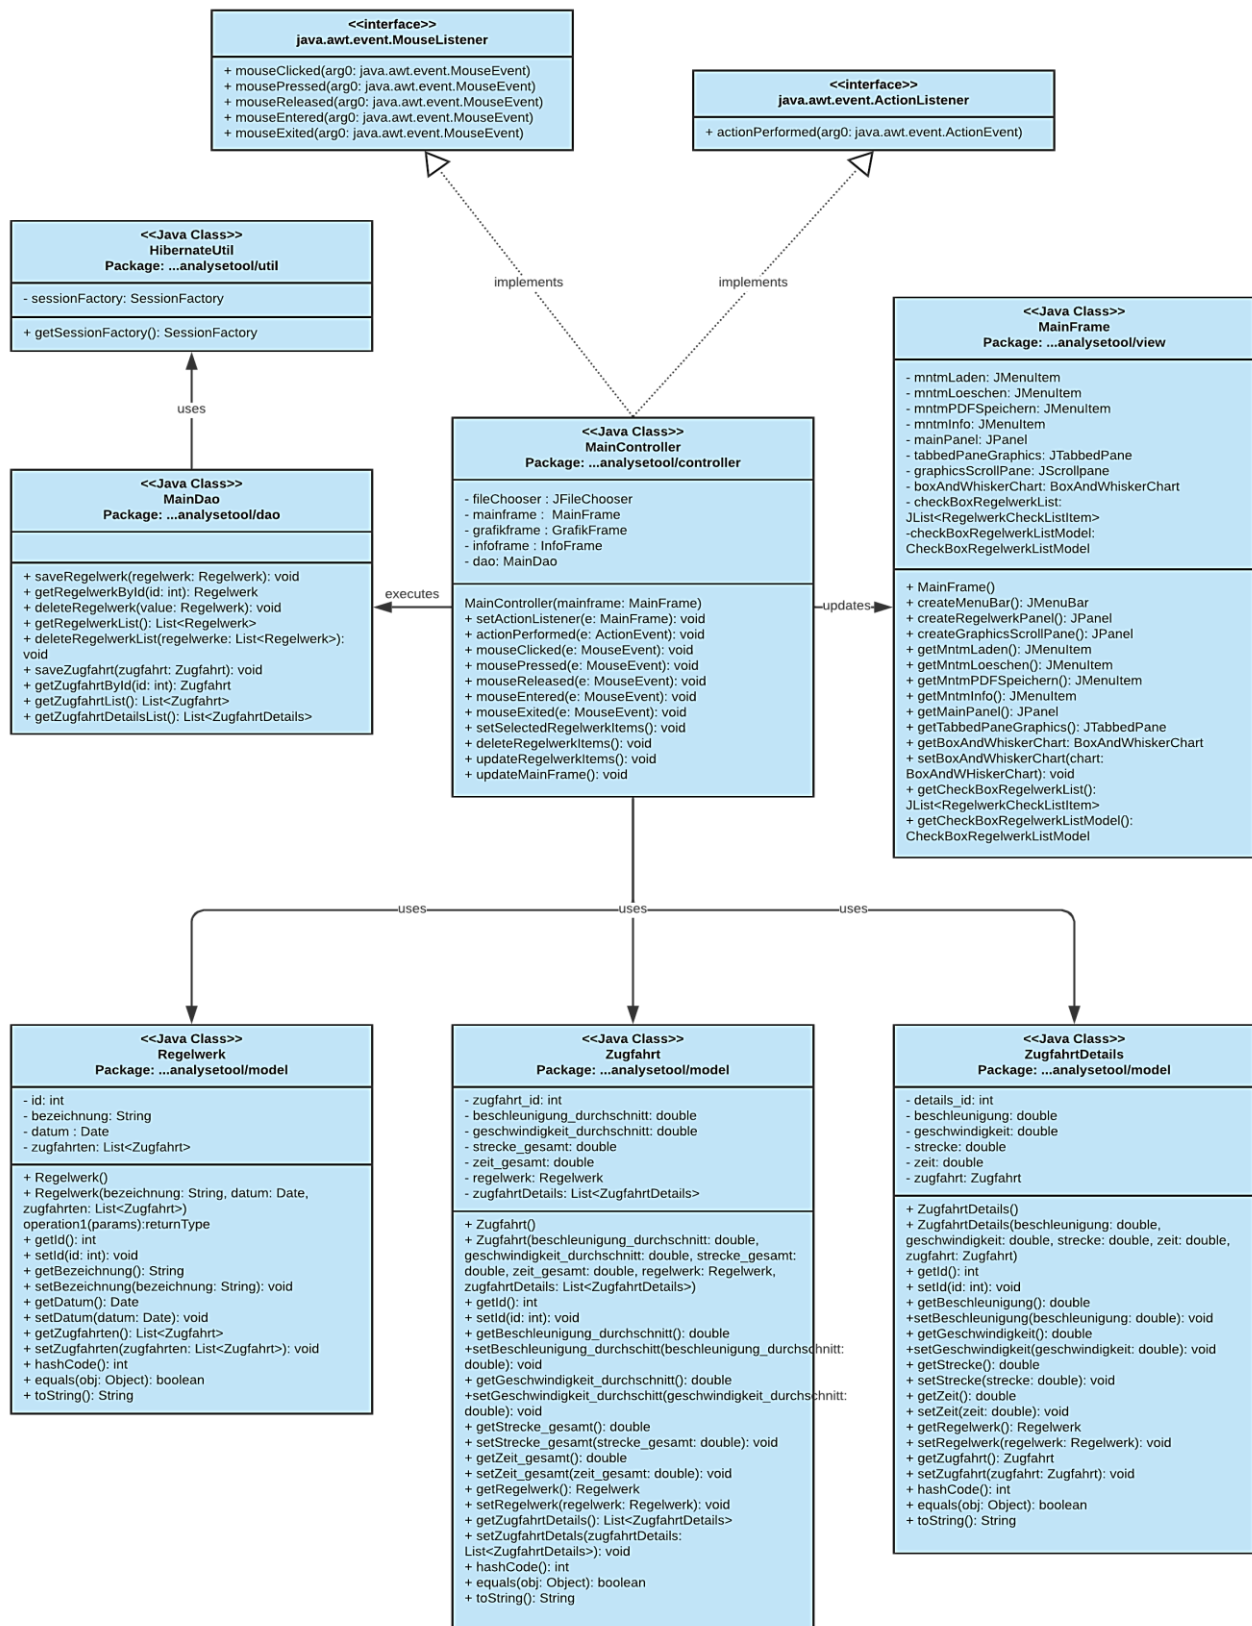 <<interface>>
java.awt.event.MouseListener
+ mouseClicked(arg0: java.awt.event.MouseEvent)
+ mousePressed(arg0: java.awt.event.MouseEvent)
+ mouseReleased(arg0: java.awt.event.MouseEvent)
+ mouseEntered(arg0: java.awt.event.MouseEvent)
+ mouseExited(arg0: java.awt.event.MouseEvent)
<<interface>>
java.awt.event.ActionListener
+ actionPerformed(arg0: java.awt.event.ActionEvent)
implements
implements
<<Java Class>>
HibernateUtil
Package: ...analysetool/util
- sessionFactory: SessionFactory
+ getSessionFactory(): SessionFactory
uses
<<Java Class>>
MainDao
Package: ...analysetool/dao
+ saveRegelwerk(regelwerk: Regelwerk): void
+ getRegelwerkById(id: int): Regelwerk
+ deleteRegelwerk(value: Regelwerk): void
+ getRegelwerkList(): List<Regelwerk>
+ deleteRegelwerkList(regelwerke: List<Regelwerk>):
void
+ saveZugfahrt(zugfahrt: Zugfahrt): void
+ getZugfahrtById(id: int): Zugfahrt
+ getZugfahrtList(): List<Zugfahrt>
+ getZugfahrtDetailsList(): List<ZugfahrtDetails>
executes
<<Java Class>>
MainController
Package: ...analysetool/controller
- fileChooser : JFileChooser
- mainframe :  MainFrame
- grafikframe : GrafikFrame
- infoframe : InfoFrame
- dao: MainDao
MainController(mainframe: MainFrame)
+ setActionListener(e: MainFrame): void
+ actionPerformed(e: ActionEvent): void
+ mouseClicked(e: MouseEvent): void
+ mousePressed(e: MouseEvent): void
+ mouseReleased(e: MouseEvent): void
+ mouseEntered(e: MouseEvent): void
+ mouseExited(e: MouseEvent): void
+ setSelectedRegelwerkItems(): void
+ deleteRegelwerkItems(): void
+ updateRegelwerkItems(): void
+ updateMainFrame(): void
updates
<<Java Class>>
MainFrame
Package: ...analysetool/view
- mntmLaden: JMenuItem
- mntmLoeschen: JMenuItem
- mntmPDFSpeichern: JMenuItem
- mntmInfo: JMenuItem
- mainPanel: JPanel
- tabbedPaneGraphics: JTabbedPane
- graphicsScrollPane: JScrollpane
- boxAndWhiskerChart: BoxAndWhiskerChart
- checkBoxRegelwerkList:
JList<RegelwerkCheckListItem>
-checkBoxRegelwerkListModel:
CheckBoxRegelwerkListModel
+ MainFrame()
+ createMenuBar(): JMenuBar
+ createRegelwerkPanel(): JPanel
+ createGraphicsScrollPane(): JPanel
+ getMntmLaden(): JMenuItem
+ getMntmLoeschen(): JMenuItem
+ getMntmPDFSpeichern(): JMenuItem
+ getMntmInfo(): JMenuItem
+ getMainPanel(): JPanel
+ getTabbedPaneGraphics(): JTabbedPane
+ getBoxAndWhiskerChart: BoxAndWhiskerChart
+ setBoxAndWhiskerChart(chart:
BoxAndWHiskerChart): void
+ getCheckBoxRegelwerkList():
JList<RegelwerkCheckListItem>
+ getCheckBoxRegelwerkListModel():
CheckBoxRegelwerkListModel
uses
uses
uses
<<Java Class>>
Regelwerk
Package: ...analysetool/model
- id: int
- bezeichnung: String
- datum : Date
- zugfahrten: List<Zugfahrt>
+ Regelwerk()
+ Regelwerk(bezeichnung: String, datum: Date,
zugfahrten: List<Zugfahrt>)
operation1(params):returnType
+ getId(): int
+ setId(id: int): void
+ getBezeichnung(): String
+ setBezeichnung(bezeichnung: String): void
+ getDatum(): Date
+ setDatum(datum: Date): void
+ getZugfahrten(): List<Zugfahrt>
+ setZugfahrten(zugfahrten: List<Zugfahrt>): void
+ hashCode(): int
+ equals(obj: Object): boolean
+ toString(): String
<<Java Class>>
Zugfahrt
Package: ...analysetool/model
- zugfahrt_id: int
- beschleunigung_durchschnitt: double
- geschwindigkeit_durchschnitt: double
- strecke_gesamt: double
- zeit_gesamt: double
- regelwerk: Regelwerk
- zugfahrtDetails: List<ZugfahrtDetails>
+ Zugfahrt()
+ Zugfahrt(beschleunigung_durchschnitt: double,
geschwindigkeit_durchschnitt: double, strecke_gesamt:
double, zeit_gesamt: double, regelwerk: Regelwerk,
zugfahrtDetails: List<ZugfahrtDetails>)
+ getId(): int
+ setId(id: int): void
+ getBeschleunigung_durchschnitt(): double
+setBeschleunigung_durchschitt(beschleunigung_durchschnitt:
double): void
+ getGeschwindigkeit_durchschnitt(): double
+setGeschwindigkeit_durchschitt(geschwindigkeit_durchschnitt:
double): void
+ getStrecke_gesamt(): double
+ setStrecke_gesamt(strecke_gesamt: double): void
+ getZeit_gesamt(): double
+ setZeit_gesamt(zeit_gesamt: double): void
+ getRegelwerk(): Regelwerk
+ setRegelwerk(regelwerk: Regelwerk): void
+ getZugfahrtDetails(): List<ZugfahrtDetails>
+ setZugfahrtDetals(zugfahrtDetails:
List<ZugfahrtDetails>): void
+ hashCode(): int
+ equals(obj: Object): boolean
+ toString(): String
<<Java Class>>
ZugfahrtDetails
Package: ...analysetool/model
- details_id: int
- beschleunigung: double
- geschwindigkeit: double
- strecke: double
- zeit: double
- zugfahrt: Zugfahrt
+ ZugfahrtDetails()
+ ZugfahrtDetails(beschleunigung: double,
geschwindigkeit: double, strecke: double, zeit: double,
zugfahrt: Zugfahrt)
+ getId(): int
+ setId(id: int): void
+ getBeschleunigung(): double
+setBeschleunigung(beschleunigung: double): void
+ getGeschwindigkeit(): double
+setGeschwindigkeit(geschwindigkeit: double): void
+ getStrecke(): double
+ setStrecke(strecke: double): void
+ getZeit(): double
+ setZeit(zeit: double): void
+ getRegelwerk(): Regelwerk
+ setRegelwerk(regelwerk: Regelwerk): void
+ getZugfahrt(): Zugfahrt
+ setZugfahrt(zugfahrt: Zugfahrt): void
+ hashCode(): int
+ equals(obj: Object): boolean
+ toString(): String